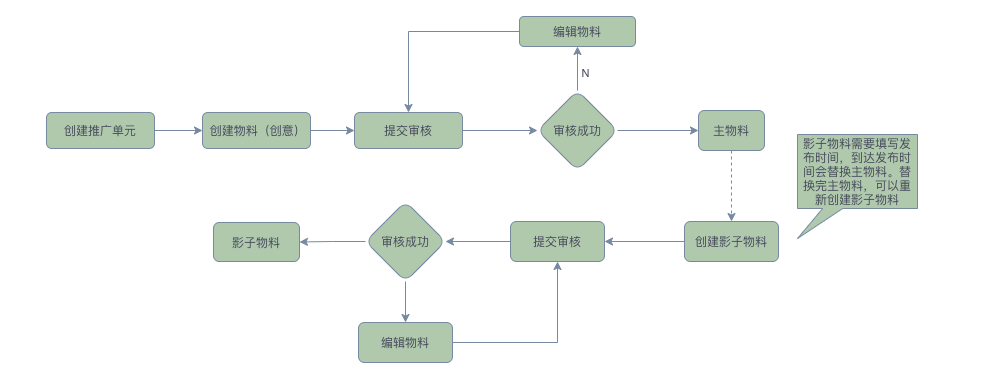 编辑物料
N
创建推广单元
创建物料（创意）
提交审核
审核成功
主物料
影子物料需要填写发
布时间，到达发布时
间会替换主物料。替
换完主物料，可以重
新创建影子物料
影子物料
审核成功
提交审核
创建影子物料
编辑物料